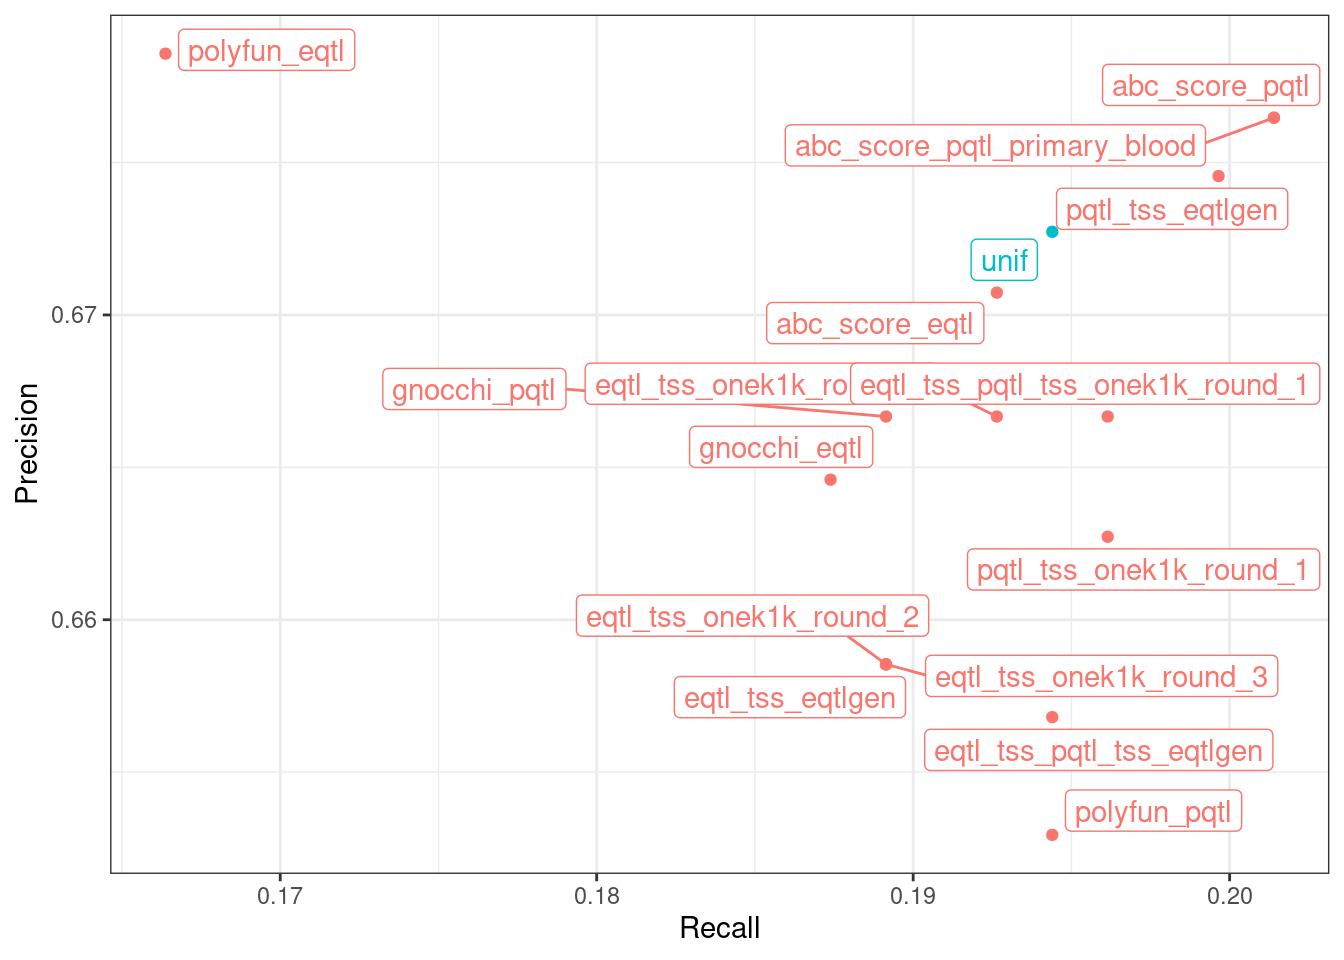 polyfun_eqtl
abc_score_pqtl
abc_score_pqtl_primary_blood
pqtl_tss_eqtlgen
unif
abc_score_eqtl
0.67
gnocchi_pqtl
eqtl_tss_onek1k_ro
eqtl_tss_pqtl_tss_onek1k_round_1
gnocchi_eqtl
pqtl_tss_onek1k_round_1
0.66
eqtl_tss_onek1k_round_2
eqtl_tss_onek1k_round_3
eqtl_tss_eqtlgen
eqtl_tss_pqtl_tss_eqtlgen
polyfun_pqtl
0.17 0.18 0.19 0.20
Recall
Precision